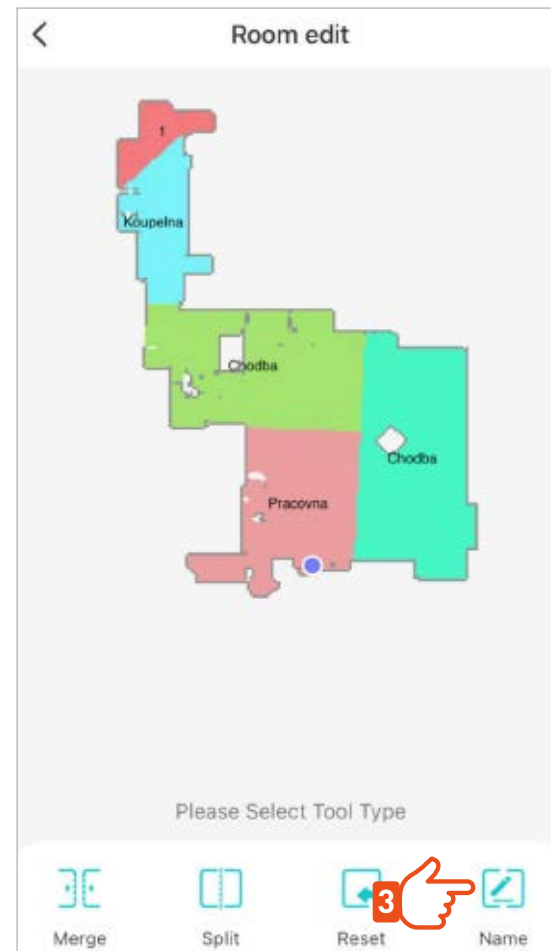 Room edit
1
Koupelna
Chodba
Chodba
Pracovna
Please Select Tool Type
3
Merge Split Reset Name